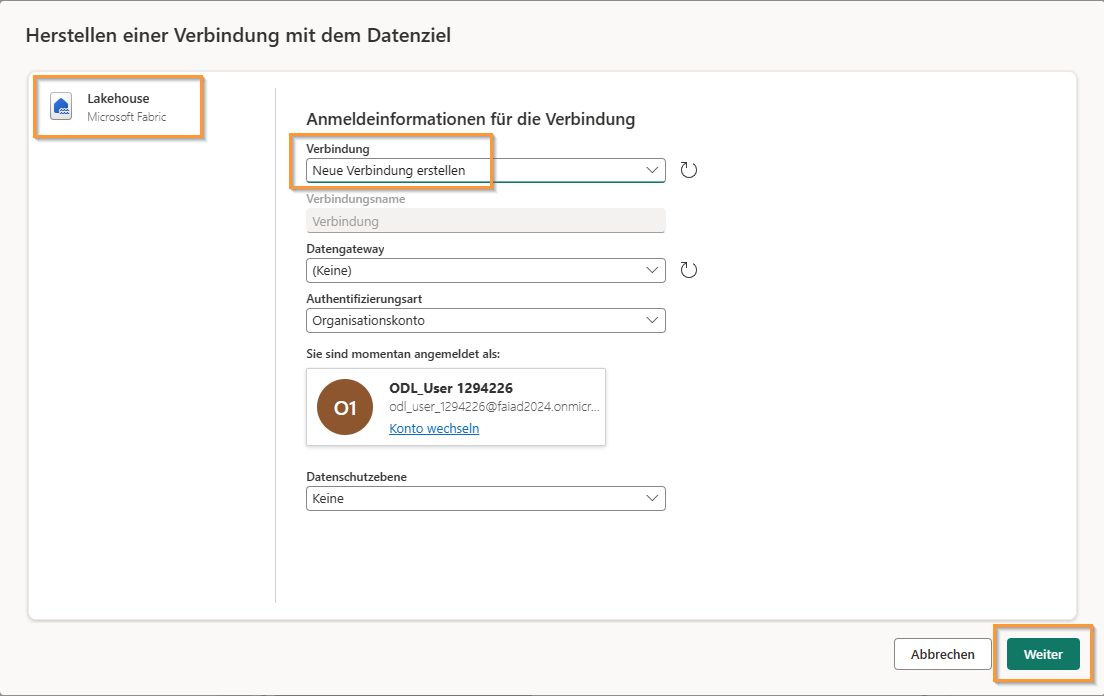 Herstellen einer Verbindung mit dem Datenziel
Lakehouse
Microsoft Fabric
Anmeldeinformationen für die Verbindung
Verbindung
Neue Verbindung erstellen
Verbindungsname
Verbindung
Datengateway
(Keine)
Authentifizierungsart
Organisationskonto
Sie sind momentan angemeldet als:
O1
ODL_User 1294226
odl_user_1294226@faiad2024.onmicr...
Konto wechseln
Datenschutzebene
Keine
Abbrechen
Weiter